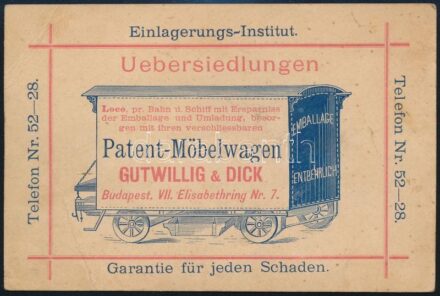 Einlagerungs-Institut.
Uebersiedlungen
Loco, pr. Bahn u. Schiff mit Ersparniss
der Emballage und Umladung, besor-
gen mit ihren verschliessbaren
Patent-Möbelwagen
GUTWILLIG & DICK
Budapest, VII. Elisabethring Nr. 7.
EMBALLAGE
ENTBEHRLICH
Telefon Nr. 52—28.
Telefon Nr. 52—28.
Garantie für jeden Schaden.